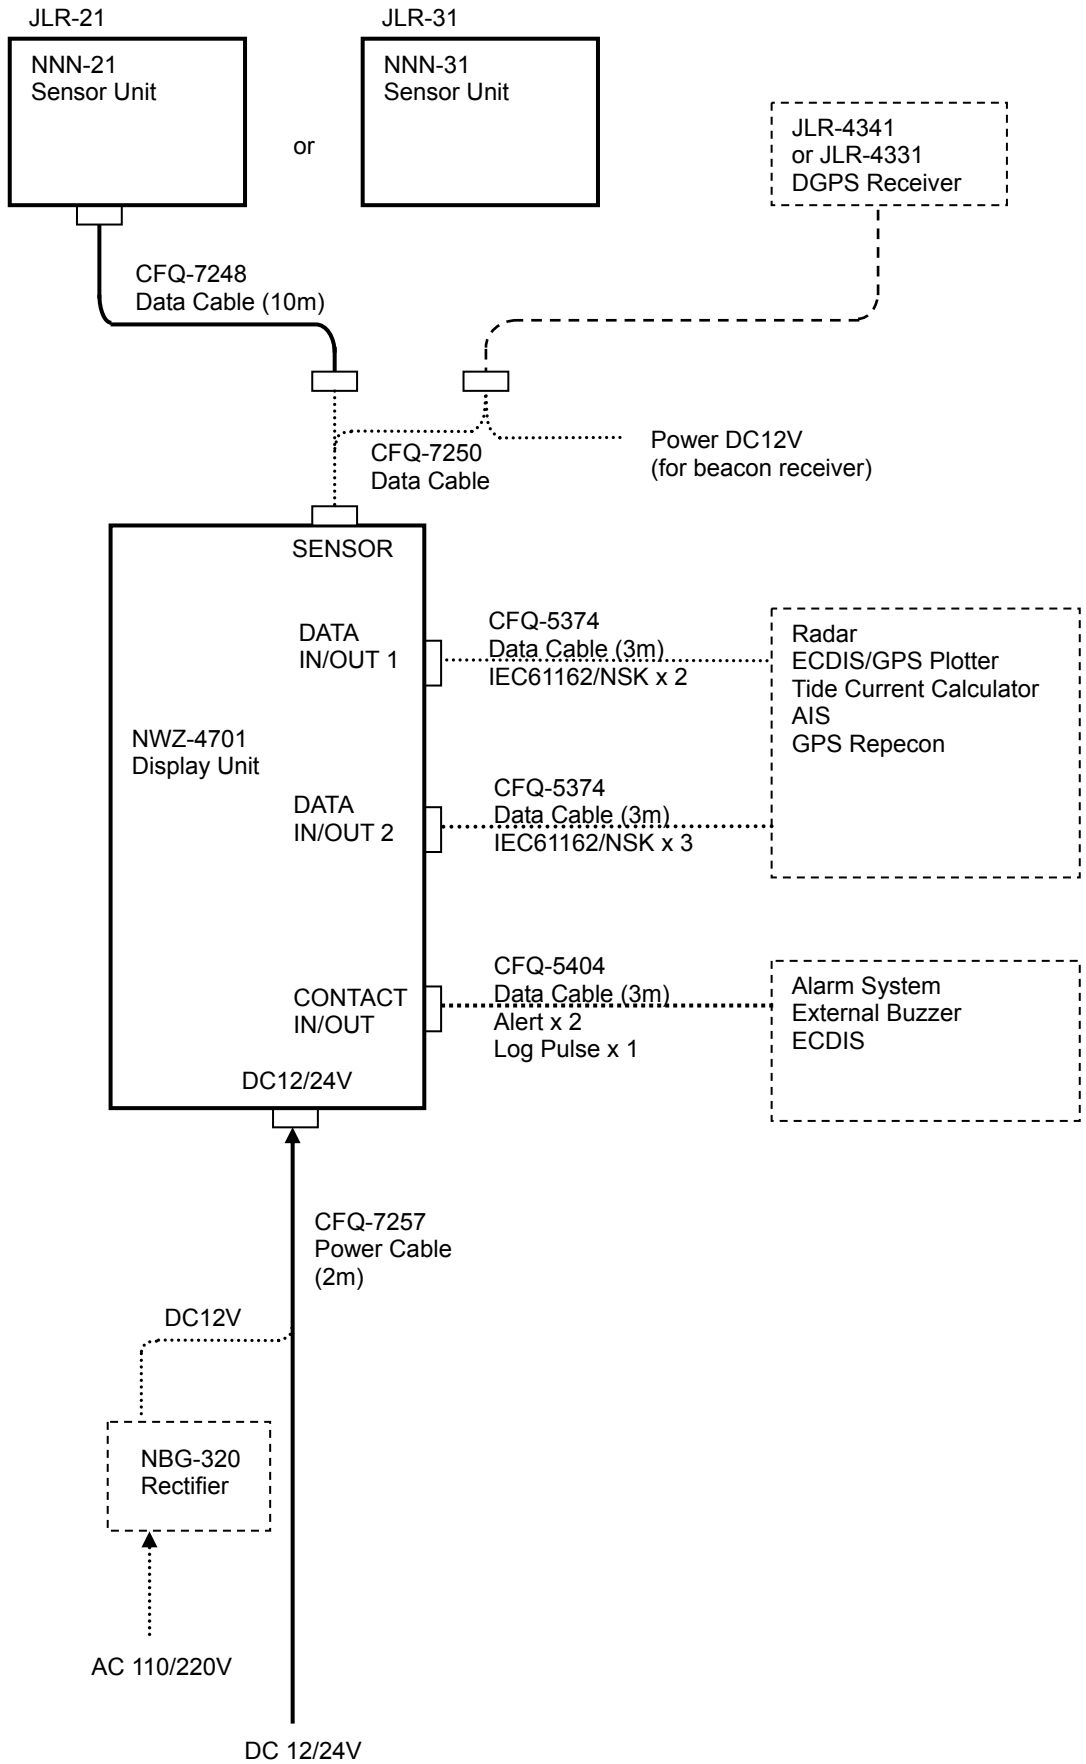 JLR-21
JLR-31
NNN-21
Sensor Unit
or
NNN-31
Sensor Unit
JLR-4341
or JLR-4331
DGPS Receiver
CFQ-7248
Data Cable (10m)
CFQ-7250
Data Cable
Power DC12V
(for beacon receiver)
SENSOR
DATA
IN/OUT 1
CFQ-5374
Data Cable (3m)
IEC61162/NSK x 2
Radar
ECDIS/GPS Plotter
Tide Current Calculator
AIS
GPS Repecon
NWZ-4701
Display Unit
DATA
IN/OUT 2
CFQ-5374
Data Cable (3m)
IEC61162/NSK x 3
CONTACT
IN/OUT
CFQ-5404
Data Cable (3m)
Alert x 2
Log Pulse x 1
Alarm System
External Buzzer
ECDIS
DC12/24V
CFQ-7257
Power Cable
(2m)
DC12V
NBG-320
Rectifier
AC 110/220V
DC 12/24V